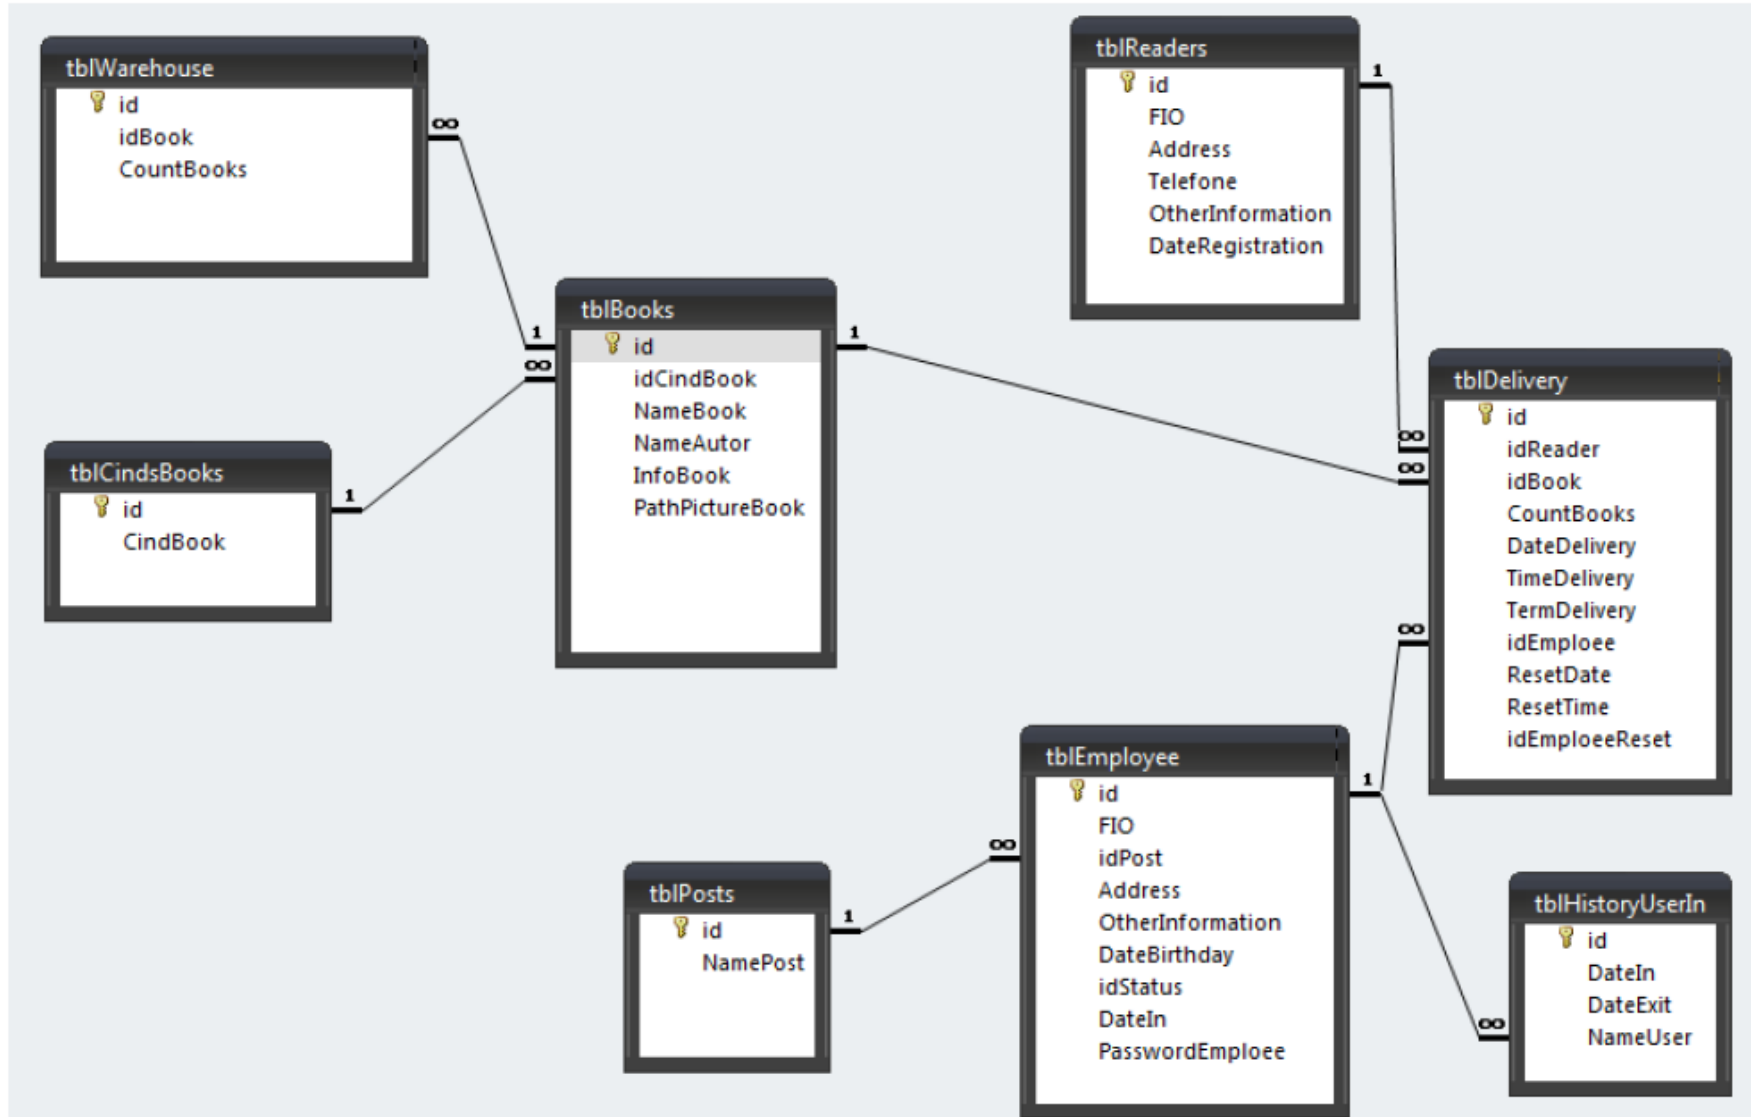 tblWarehouse
id
idBook
CountBooks
∞
tblReaders
id
FIO
Address
Telefone
OtherInformation
DateRegistration
1
tblBooks
id
idCindBook
NameBook
NameAutor
InfoBook
PathPictureBook
1
∞
1
tblCindsBooks
id
CindBook
1
tblDelivery
id
idReader
idBook
CountBooks
DateDelivery
TimeDelivery
TermDelivery
idEmploee
ResetDate
ResetTime
idEmploeeReset
∞
∞
∞
tblEmployee
id
FIO
idPost
Address
OtherInformation
DateBirthday
idStatus
DateIn
PasswordEmploee
1
∞
tblPosts
id
NamePost
1
tblHistoryUserIn
id
DateIn
DateExit
NameUser
∞